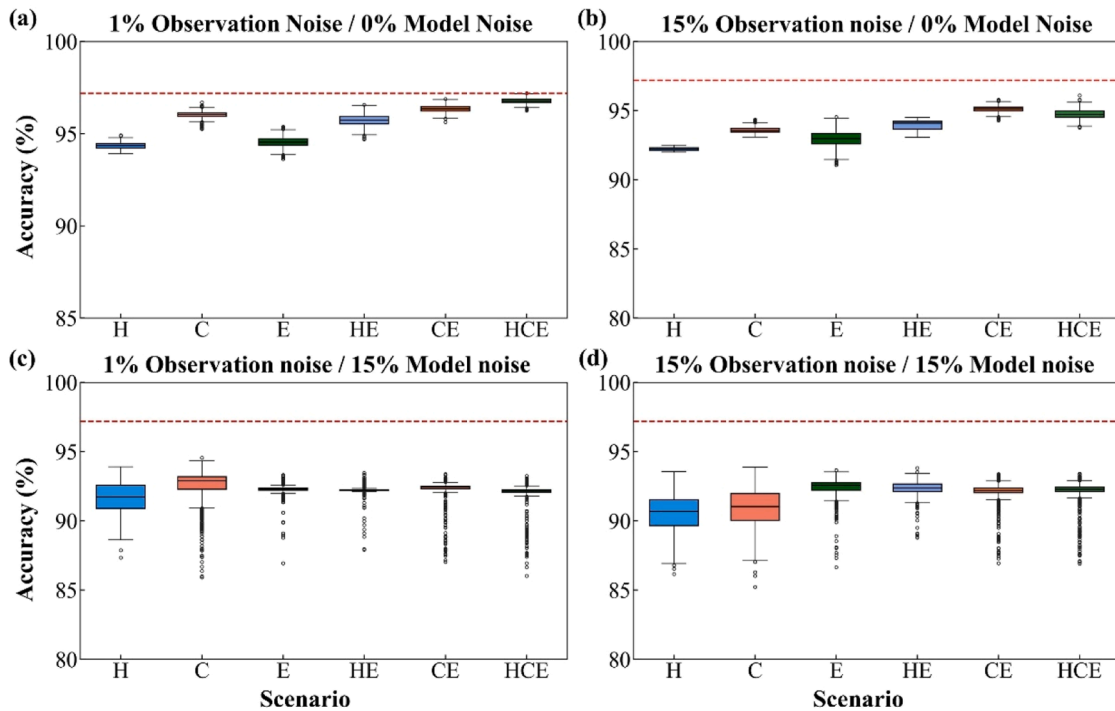 (a) 1% Observation Noise / 0% Model Noise
100
95
90
85
Accuracy (%)
H C E HE CE HCE
(b) 15% Observation noise / 0% Model Noise
100
95
90
85
80
H C E HE CE HCE
(c) 1% Observation noise / 15% Model noise
100
95
90
85
80
Accuracy (%)
H C E HE CE HCE
Scenario
(d) 15% Observation noise / 15% Model noise
100
95
90
85
80
H C E HE CE HCE
Scenario